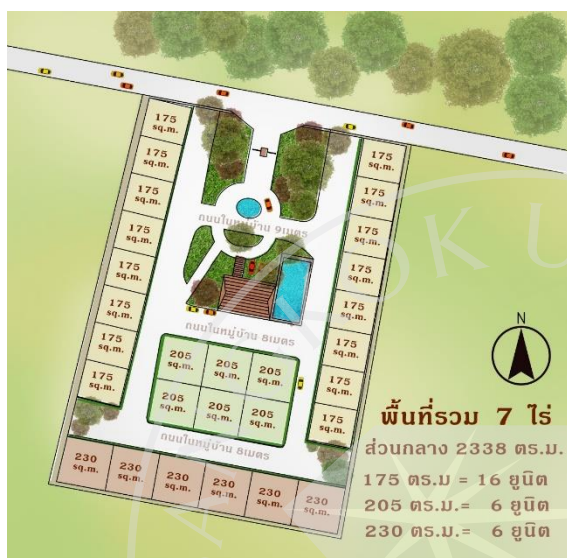 175
sq.m.
175
sq.m.
175
sq.m.
175
sq.m.
175
sq.m.
175
sq.m.
175
sq.m.
175
sq.m.
175
sq.m.
175
sq.m.
175
sq.m.
175
sq.m.
175
sq.m.
175
sq.m.
175
sq.m.
175
sq.m.
ถนนในหมู่บ้าน 9เมตร
ถนนในหมู่บ้าน 8เมตร
205
sq.m.
205
sq.m.
205
sq.m.
205
sq.m.
205
sq.m.
205
sq.m.
ถนนในหมู่บ้าน 8เมตร
230
sq.m.
230
sq.m.
230
sq.m.
230
sq.m.
230
sq.m.
230
sq.m.
N
พื้นที่รวม 7 ไร่
ส่วนกลาง 2338 ตร.ม.
175 ตร.ม = 16 ยูนิต
205 ตร.ม.= 6 ยูนิต
230 ตร.ม.= 6 ยูนิต